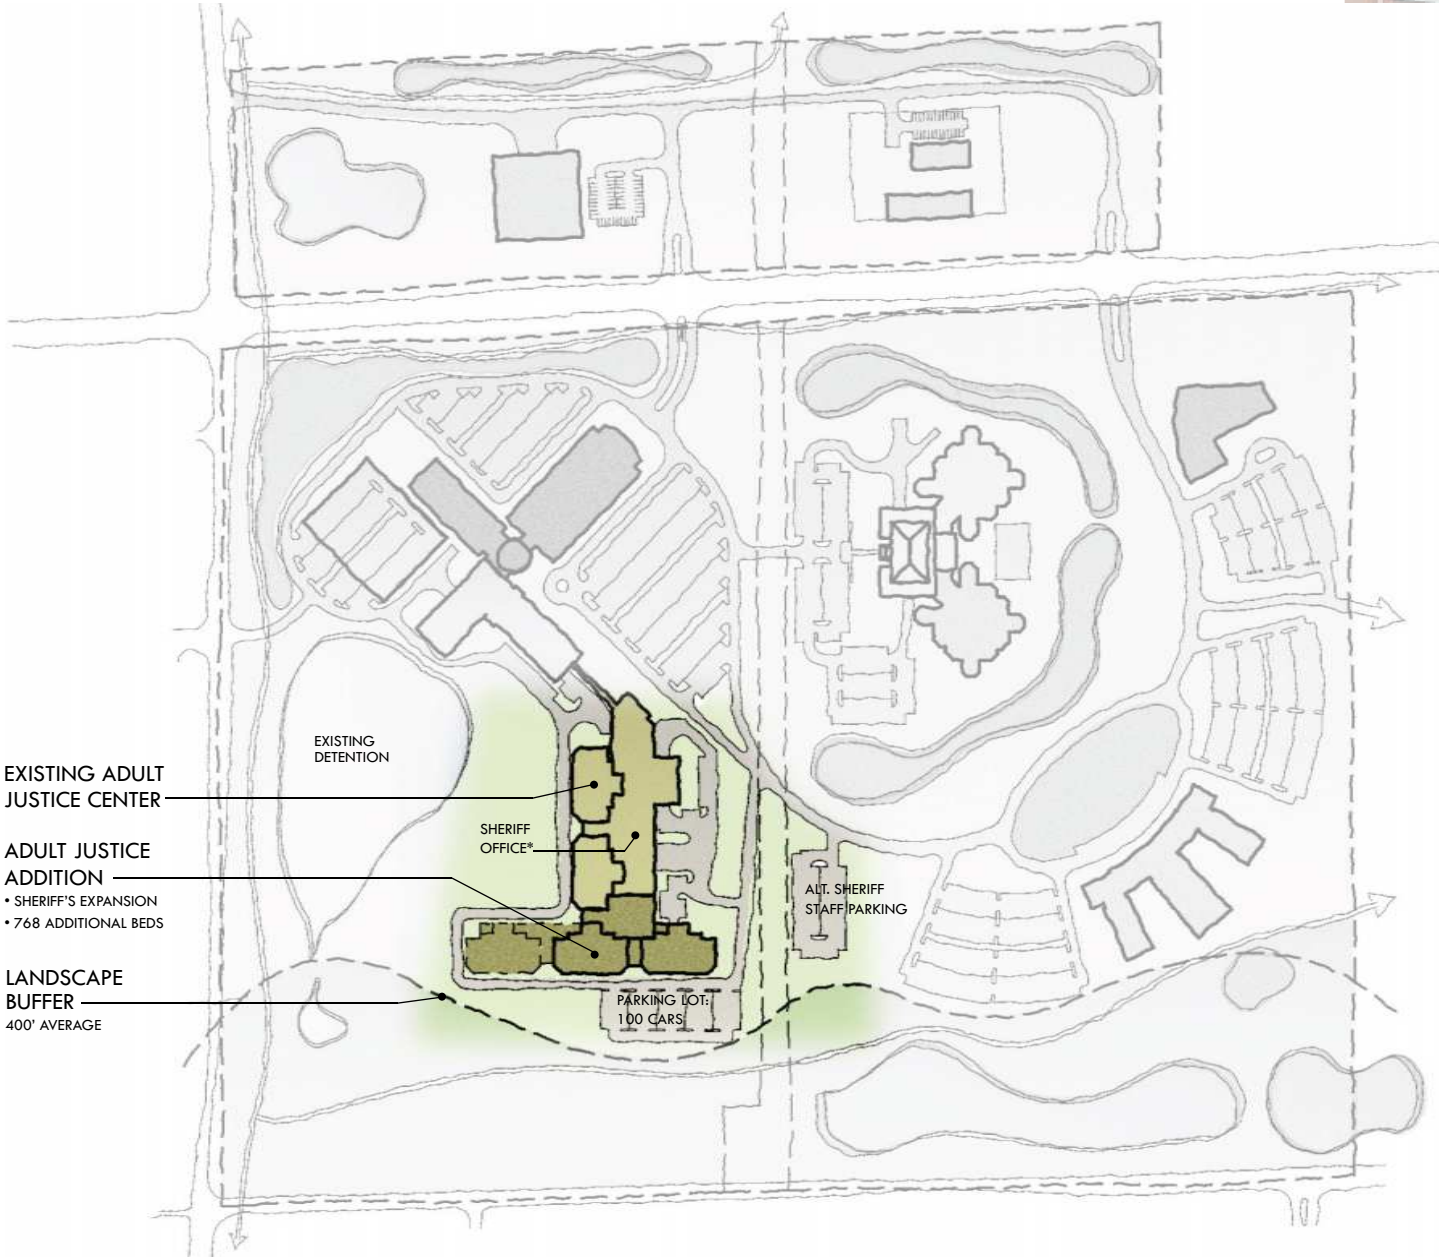 EXISTING
DETENTION
EXISTING ADULT
JUSTICE CENTER
SHERIFF
OFFICE*
ADULT JUSTICE
ADDITION
• SHERIFF'S EXPANSION
• 768 ADDITIONAL BEDS
ALT. SHERIFF
STAFF PARKING
LANDSCAPE
BUFFER
400' AVERAGE
PARKING LOT:
100 CARS